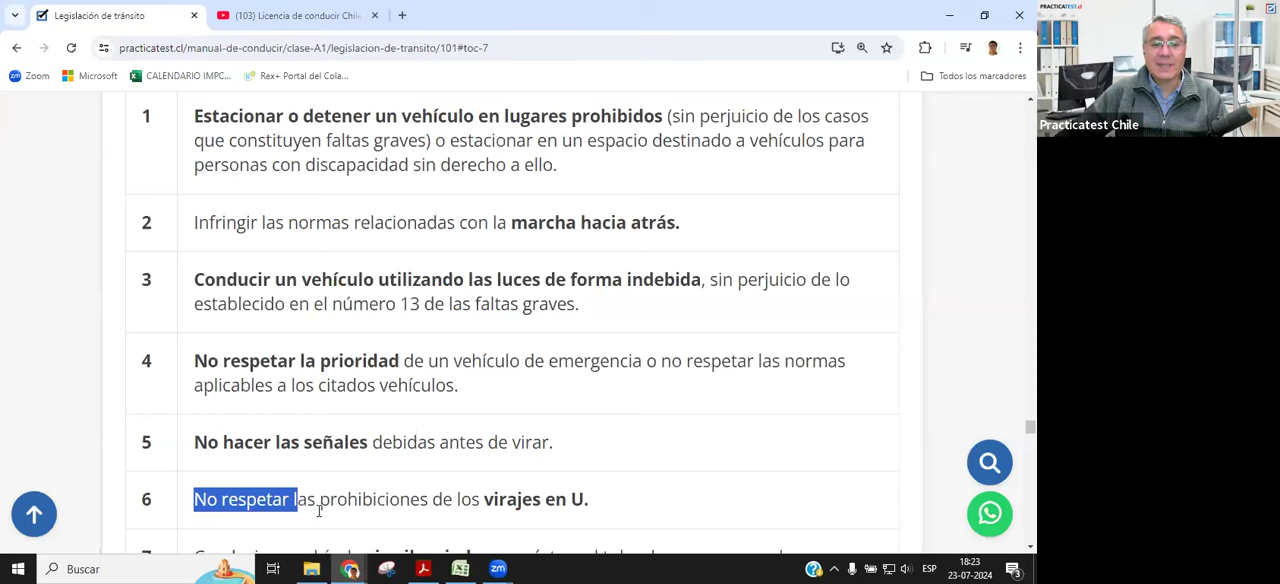 Legislación de tránsito
(103) Licencia de conducir
practicatest.cl/manual-de-conducir/clase-A1/legislacion-de-transito/101#toc-7
Zoom
Microsoft
CALENDARIO IMPC...
Rex+ Portal del Cola...
Todos los marcadores
PRACTICATEST.cl
Practicatest Chile
1 Estacionar o detener un vehículo en lugares prohibidos (sin perjuicio de los casos
que constituyen faltas graves) o estacionar en un espacio destinado a vehículos para
personas con discapacidad sin derecho a ello.
2 Infringir las normas relacionadas con la marcha hacia atrás.
3 Conducir un vehículo utilizando las luces de forma indebida, sin perjuicio de lo
establecido en el número 13 de las faltas graves.
4 No respetar la prioridad de un vehículo de emergencia o no respetar las normas
aplicables a los citados vehículos.
5 No hacer las señales debidas antes de virar.
6 No respetar las prohibiciones de los virajes en U.
Buscar
ESP
18:23
23-07-2024